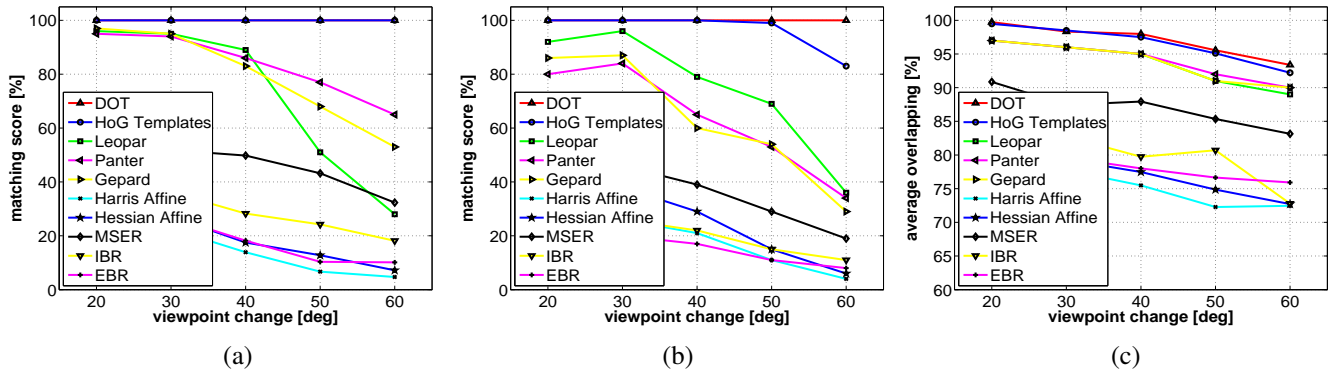 100
80
60
40
20
0
matching score [%]
DOT
HoG Templates
Leopar
Panter
Gepard
Harris Affine
Hessian Affine
MSER
IBR
EBR
20 30 40 50 60
viewpoint change [deg]
(a)
100
80
60
40
20
0
matching score [%]
DOT
HoG Templates
Leopar
Panter
Gepard
Harris Affine
Hessian Affine
MSER
IBR
EBR
20 30 40 50 60
viewpoint change [deg]
(b)
100
95
90
85
80
75
70
65
60
average overlapping [%]
DOT
HoG Templates
Leopar
Panter
Gepard
Harris Affine
Hessian Affine
MSER
IBR
EBR
20 30 40 50 60
viewpoint change [deg]
(c)